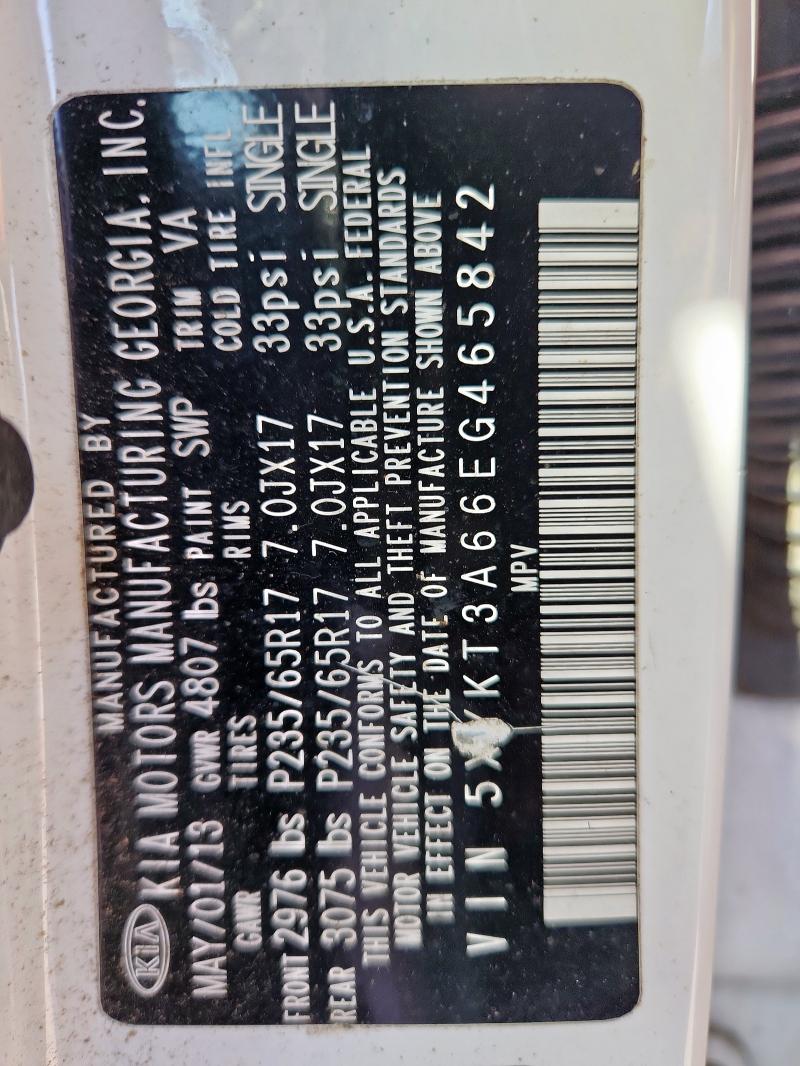 MANUFACTURED BY
KIA KIA MOTORS MANUFACTURING GEORGIA, INC.
MAY/01/13 GVWR 4807 lbs PAINT SWP TRIM VA
GAWR TIRES RIMS COLD TIRE INFL
FRONT 2976 lbs P235/65R17 7.0JX17 33psi SINGLE
REAR 3075 lbs P235/65R17 7.0JX17 33psi SINGLE
THIS VEHICLE CONFORMS TO ALL APPLICABLE U.S.A. FEDERAL
MOTOR VEHICLE SAFETY AND THEFT PREVENTION STANDARDS
IN EFFECT ON THE DATE OF MANUFACTURE SHOWN ABOVE
VIN 5XYKT3A66EG465842
MPV